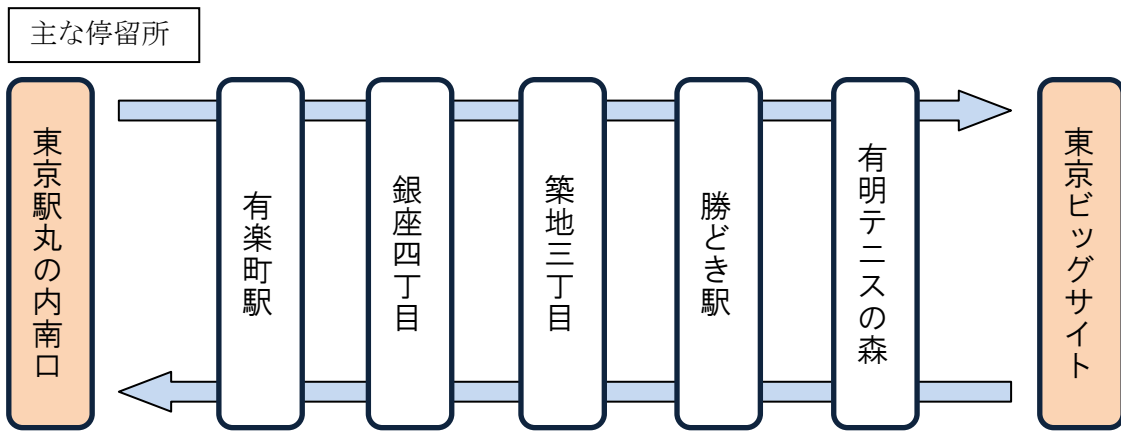 主な停留所
東京駅丸の内南口
有楽町駅
銀座四丁目
築地三丁目
勝どき駅
有明テニスの森
東京ビッグサイト